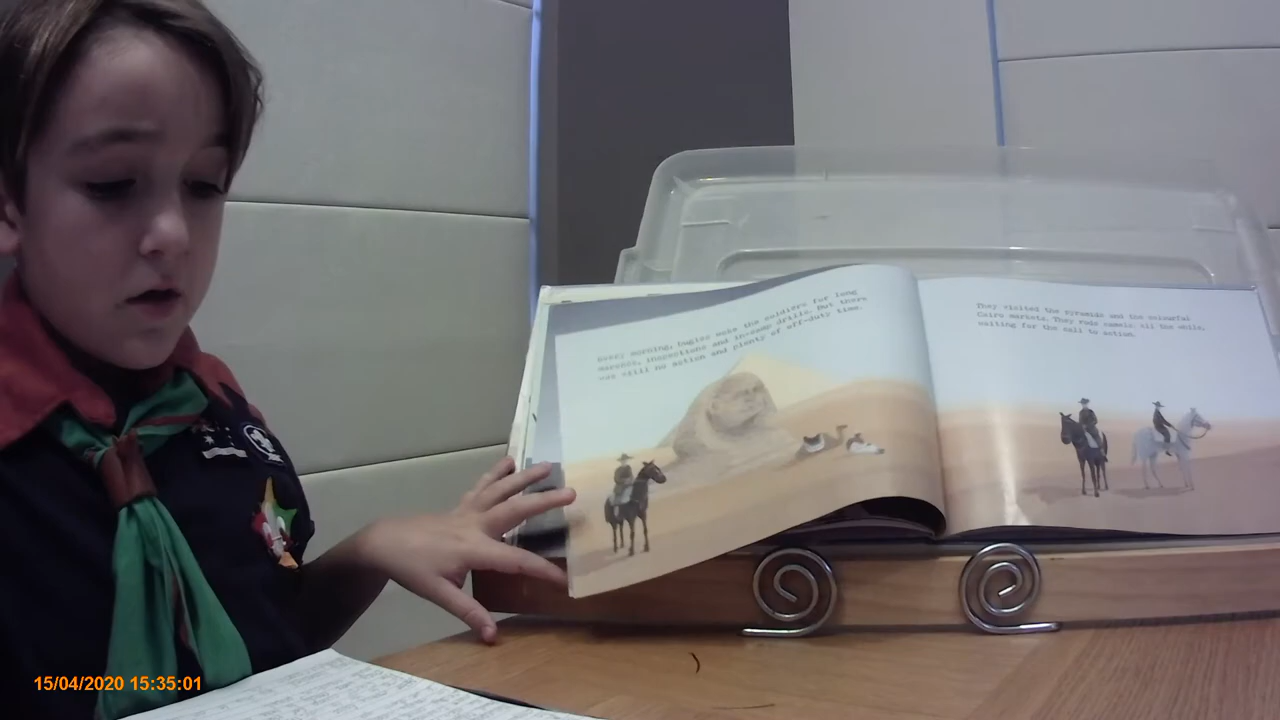 Every morning, bugles woke the soldiers for long
marches, inspections and in-camp drills. But there
was still no action and plenty of off-duty time.
They visited the Pyramids and the colourful
Cairo markets. They rode camels all the while,
waiting for the call to action.
15/04/2020 15:35:01